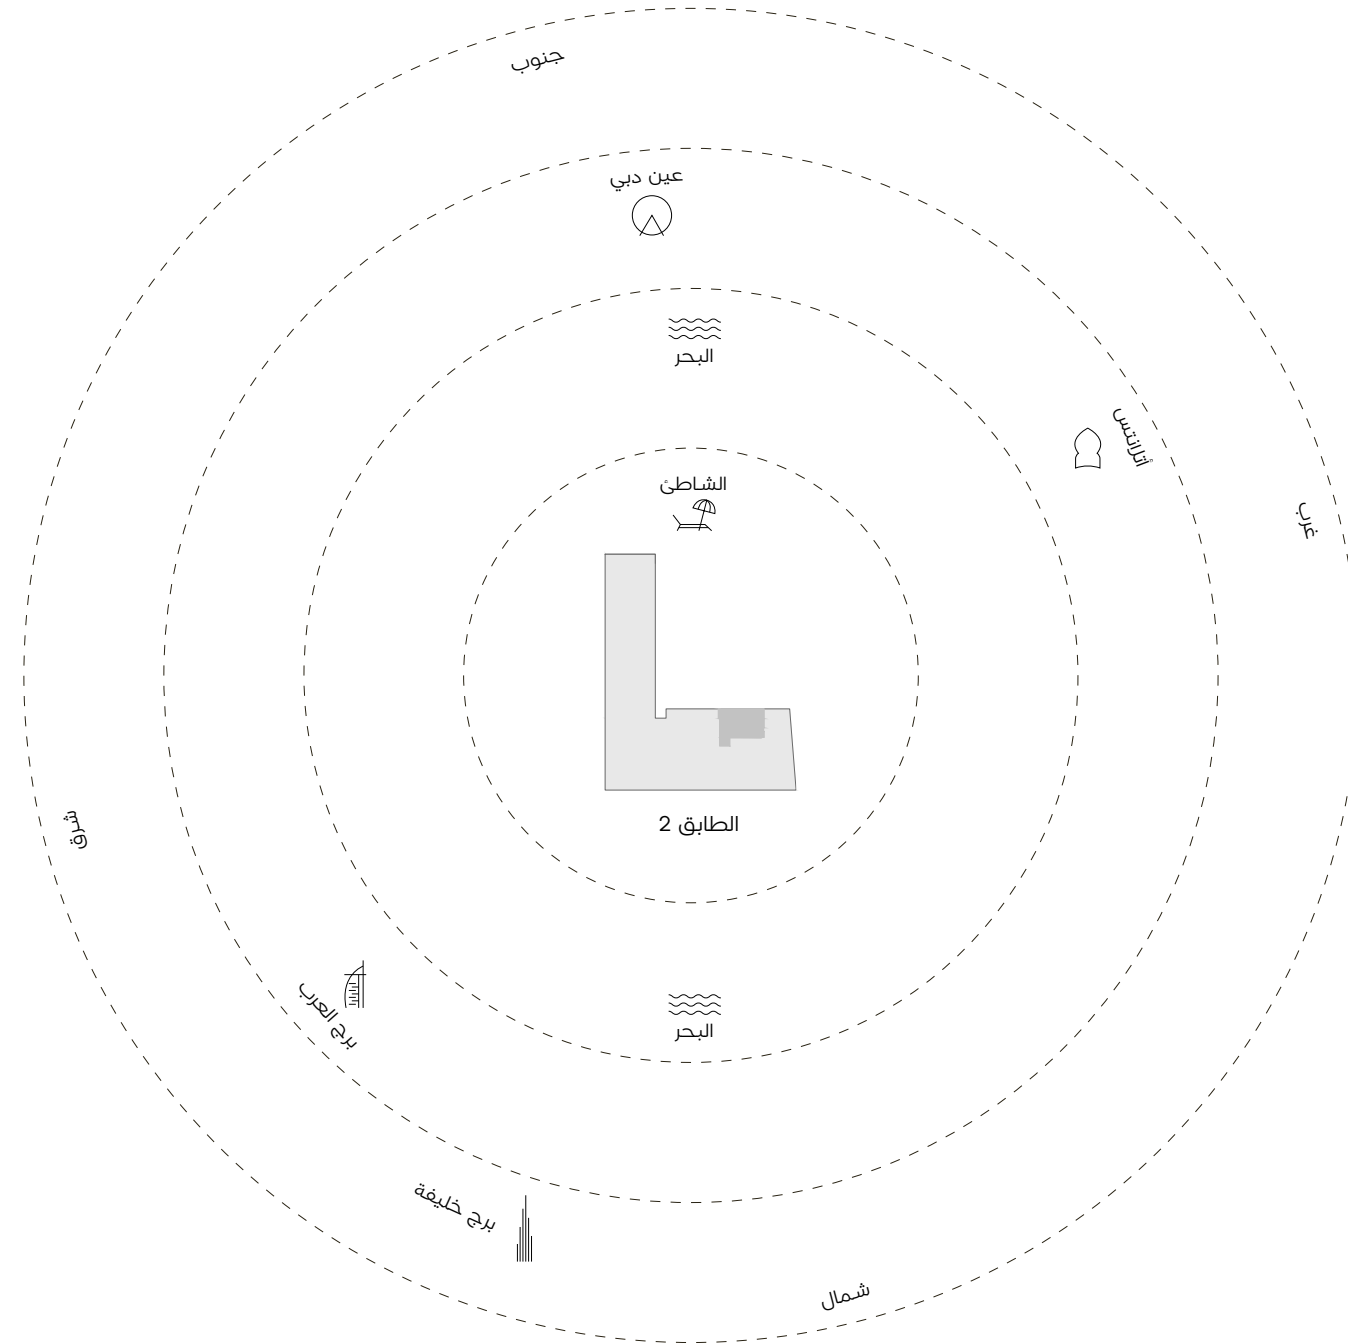 جنوب
عين دبي
البحر
أتلانتس
الشاطئ
غرب
الطابق 2
شرق
برج العرب
البحر
برج خليفة
شمال